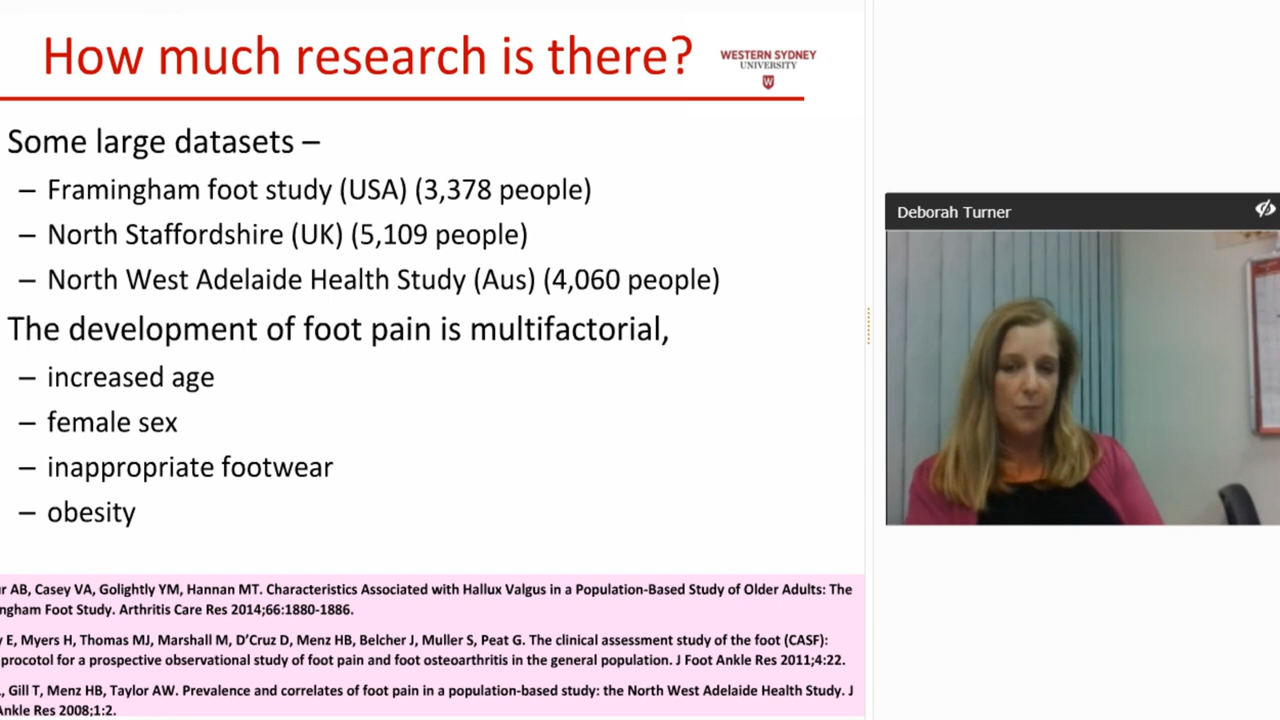 How much research is there?
WESTERN SYDNEY
UNIVERSITY
W
Some large datasets –
– Framingham foot study (USA) (3,378 people)
– North Staffordshire (UK) (5,109 people)
– North West Adelaide Health Study (Aus) (4,060 people)
The development of foot pain is multifactorial,
– increased age
– female sex
– inappropriate footwear
– obesity
r AB, Casey VA, Golightly YM, Hannan MT. Characteristics Associated with Hallux Valgus in a Population-Based Study of Older Adults: The
ngham Foot Study. Arthritis Care Res 2014;66:1880-1886.
y E, Myers H, Thomas MJ, Marshall M, D’Cruz D, Menz HB, Belcher J, Muller S, Peat G. The clinical assessment study of the foot (CASF):
procotol for a prospective observational study of foot pain and foot osteoarthritis in the general population. J Foot Ankle Res 2011;4:22.
., Gill T, Menz HB, Taylor AW. Prevalence and correlates of foot pain in a population-based study: the North West Adelaide Health Study. J
Ankle Res 2008;1:2.
Deborah Turner